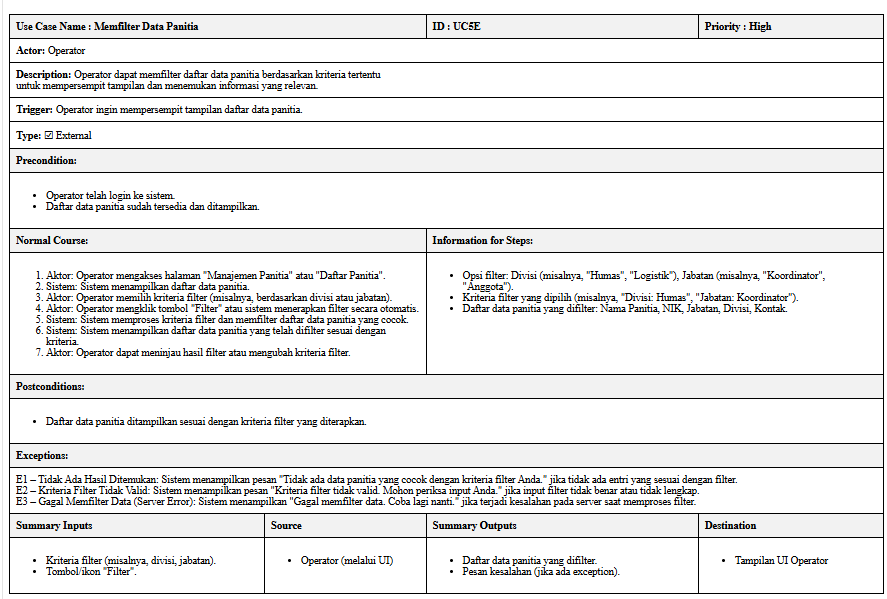 Use Case Name : Memfilter Data Panitia
ID : UC5E
Priority : High
Actor: Operator
Description: Operator dapat memfilter daftar data panitia berdasarkan kriteria tertentu
untuk mempersempit tampilan dan menemukan informasi yang relevan.
Trigger: Operator ingin mempersempit tampilan daftar data panitia.
Type: ☑ External
Precondition:
• Operator telah login ke sistem.
• Daftar data panitia sudah tersedia dan ditampilkan.
Normal Course:
1. Aktor: Operator mengakses halaman "Manajemen Panitia" atau "Daftar Panitia".
2. Sistem: Sistem menampilkan daftar data panitia.
3. Aktor: Operator memilih kriteria filter (misalnya, berdasarkan divisi atau jabatan).
4. Aktor: Operator mengklik tombol "Filter" atau sistem menerapkan filter secara otomatis.
5. Sistem: Sistem memproses kriteria filter dan memfilter daftar data panitia yang cocok.
6. Sistem: Sistem menampilkan daftar data panitia yang telah difilter sesuai dengan
kriteria.
7. Aktor: Operator dapat meninjau hasil filter atau mengubah kriteria filter.
Information for Steps:
• Opsi filter: Divisi (misalnya, "Humas", "Logistik"), Jabatan (misalnya, "Koordinator",
"Anggota").
• Kriteria filter yang dipilih (misalnya, "Divisi: Humas", "Jabatan: Koordinator").
• Daftar data panitia yang difilter: Nama Panitia, NIK, Jabatan, Divisi, Kontak.
Postconditions:
• Daftar data panitia ditampilkan sesuai dengan kriteria filter yang diterapkan.
Exceptions:
E1 – Tidak Ada Hasil Ditemukan: Sistem menampilkan pesan "Tidak ada data panitia yang cocok dengan kriteria filter Anda." jika tidak ada entri yang sesuai dengan filter.
E2 – Kriteria Filter Tidak Valid: Sistem menampilkan pesan "Kriteria filter tidak valid. Mohon periksa input Anda." jika input filter tidak benar atau tidak lengkap.
E3 – Gagal Memfilter Data (Server Error): Sistem menampilkan "Gagal memfilter data. Coba lagi nanti." jika terjadi kesalahan pada server saat memproses filter.
Summary Inputs
• Kriteria filter (misalnya, divisi, jabatan).
• Tombol/ikon "Filter".
Source
• Operator (melalui UI)
Summary Outputs
• Daftar data panitia yang difilter.
• Pesan kesalahan (jika ada exception).
Destination
• Tampilan UI Operator